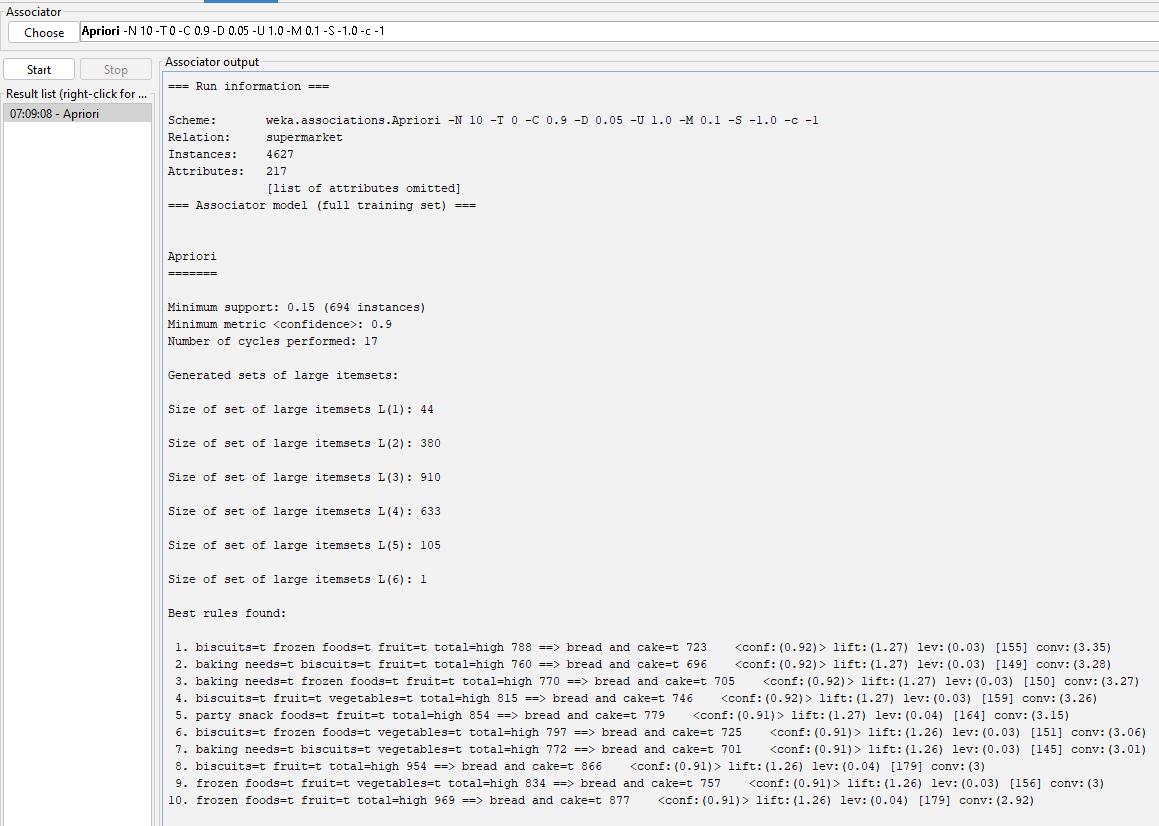 Associator
Choose
Apriori -N 10 -T 0 -C 0.9 -D 0.05 -U 1.0 -M 0.1 -S -1.0 -c -1
Start
Stop
Result list (right-click for ...
07:09:08 - Apriori
Associator output
=== Run information ===
Scheme: weka.associations.Apriori -N 10 -T 0 -C 0.9 -D 0.05 -U 1.0 -M 0.1 -S -1.0 -c -1
Relation: supermarket
Instances: 4627
Attributes: 217
[list of attributes omitted]
=== Associator model (full training set) ===
Apriori
=======
Minimum support: 0.15 (694 instances)
Minimum metric <confidence>: 0.9
Number of cycles performed: 17
Generated sets of large itemsets:
Size of set of large itemsets L(1): 44
Size of set of large itemsets L(2): 380
Size of set of large itemsets L(3): 910
Size of set of large itemsets L(4): 633
Size of set of large itemsets L(5): 105
Size of set of large itemsets L(6): 1
Best rules found:
1. biscuits=t frozen foods=t fruit=t total=high 788 ==> bread and cake=t 723 <conf:(0.92)> lift:(1.27) lev:(0.03) [155] conv:(3.35)
2. baking needs=t biscuits=t fruit=t total=high 760 ==> bread and cake=t 696 <conf:(0.92)> lift:(1.27) lev:(0.03) [149] conv:(3.28)
3. baking needs=t frozen foods=t fruit=t total=high 770 ==> bread and cake=t 705 <conf:(0.92)> lift:(1.27) lev:(0.03) [150] conv:(3.27)
4. biscuits=t fruit=t vegetables=t total=high 815 ==> bread and cake=t 746 <conf:(0.92)> lift:(1.27) lev:(0.03) [159] conv:(3.26)
5. party snack foods=t fruit=t total=high 854 ==> bread and cake=t 779 <conf:(0.91)> lift:(1.27) lev:(0.04) [164] conv:(3.15)
6. biscuits=t frozen foods=t vegetables=t total=high 797 ==> bread and cake=t 725 <conf:(0.91)> lift:(1.26) lev:(0.03) [151] conv:(3.06)
7. baking needs=t biscuits=t vegetables=t total=high 772 ==> bread and cake=t 701 <conf:(0.91)> lift:(1.26) lev:(0.03) [145] conv:(3.01)
8. biscuits=t fruit=t total=high 954 ==> bread and cake=t 866 <conf:(0.91)> lift:(1.26) lev:(0.04) [179] conv:(3)
9. frozen foods=t fruit=t vegetables=t total=high 834 ==> bread and cake=t 757 <conf:(0.91)> lift:(1.26) lev:(0.03) [156] conv:(3)
10. frozen foods=t fruit=t total=high 969 ==> bread and cake=t 877 <conf:(0.91)> lift:(1.26) lev:(0.04) [179] conv:(2.92)